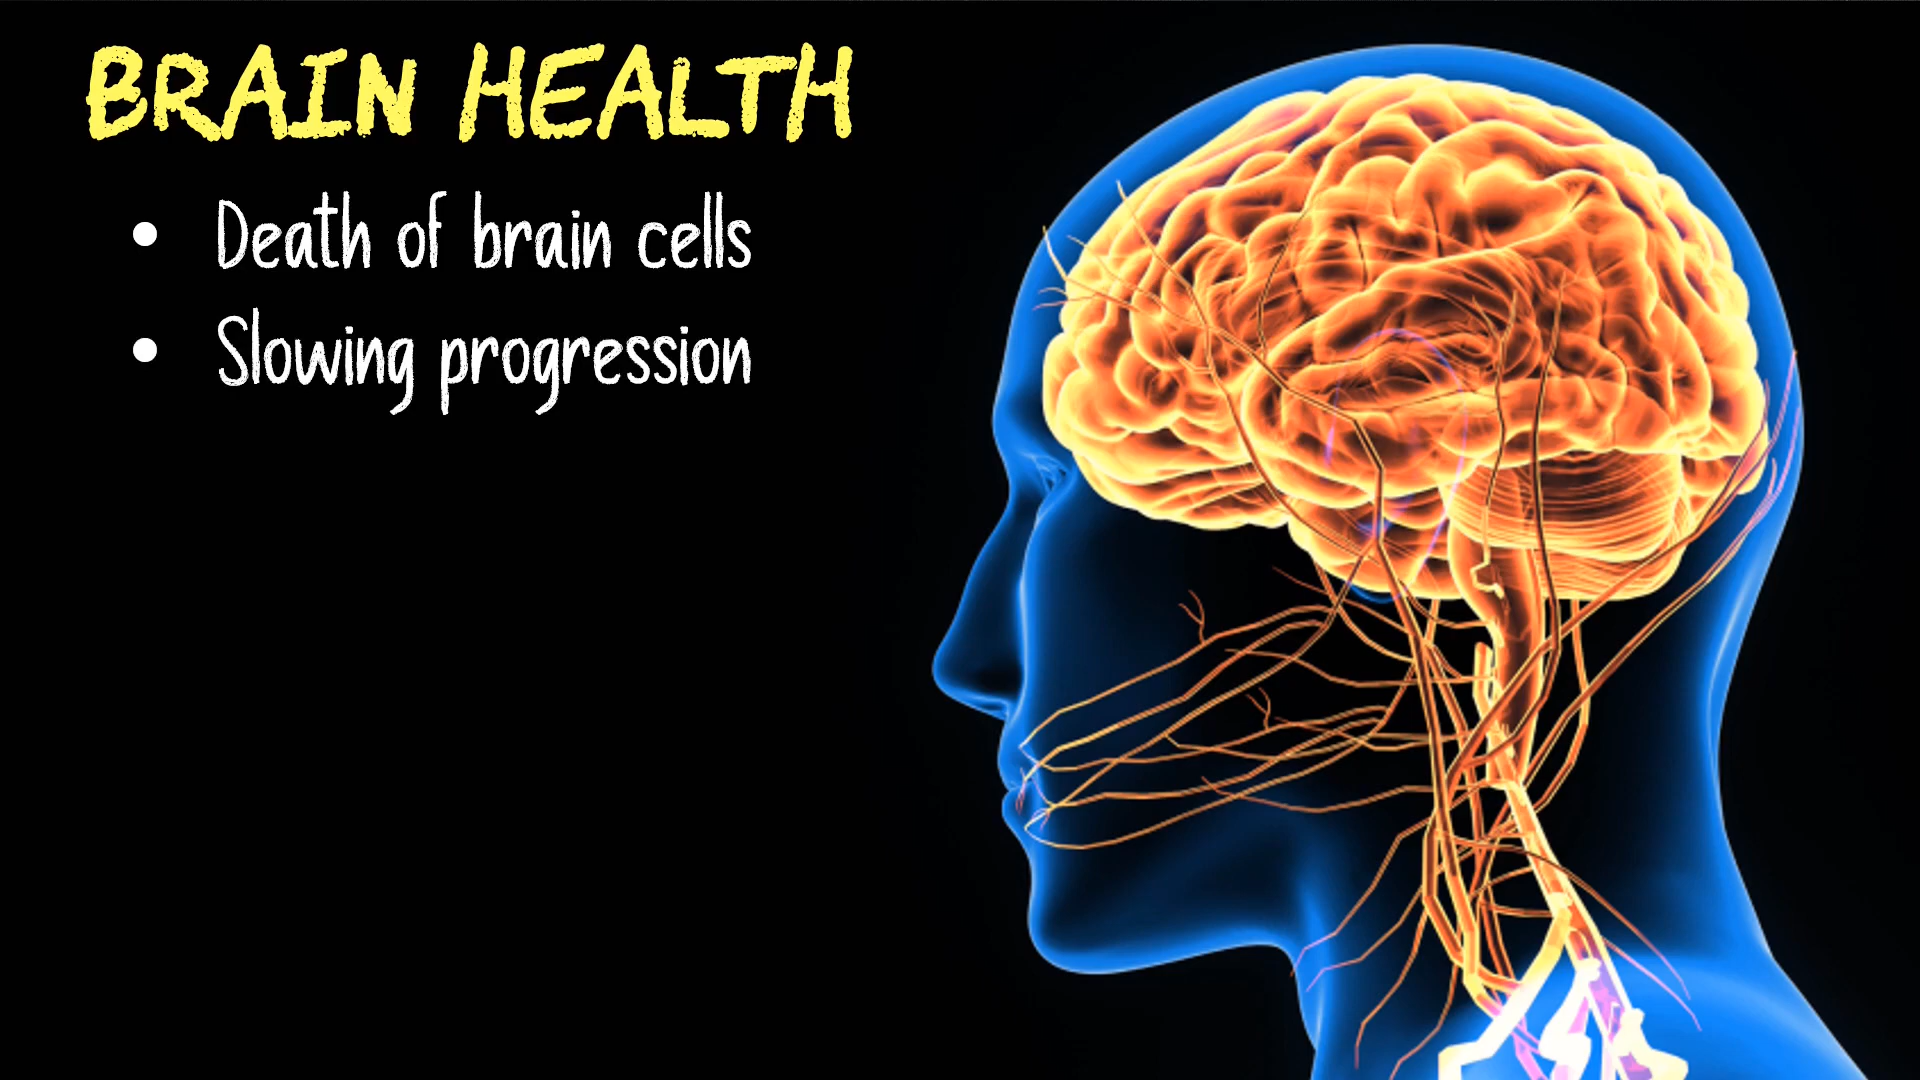 BRAIN HEALTH
• Death of brain cells
• Slowing progression